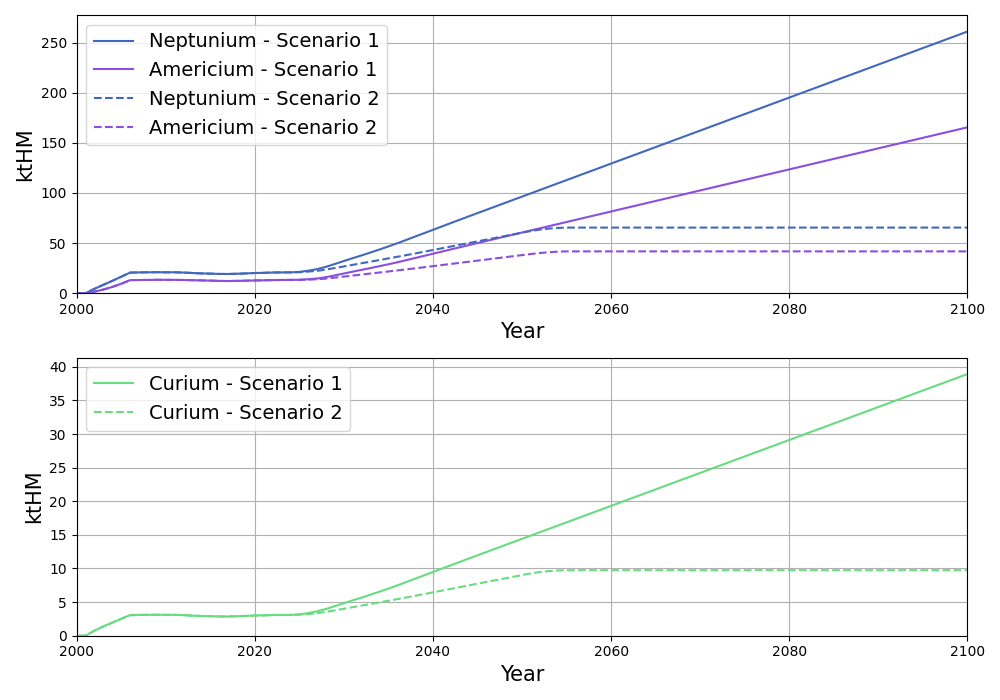 250
200
150
100
50
0
ktHM
Neptunium - Scenario 1
Americium - Scenario 1
Neptunium - Scenario 2
Americium - Scenario 2
2000 2020 2040 2060 2080 2100
Year
40
35
30
25
20
15
10
5
0
ktHM
Curium - Scenario 1
Curium - Scenario 2
2000 2020 2040 2060 2080 2100
Year